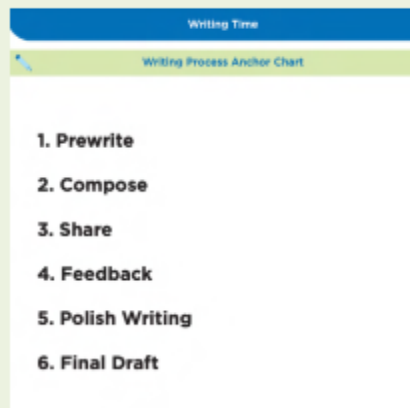 Writing Time
Writing Process Anchor Chart
1. Prewrite
2. Compose
3. Share
4. Feedback
5. Polish Writing
6. Final Draft